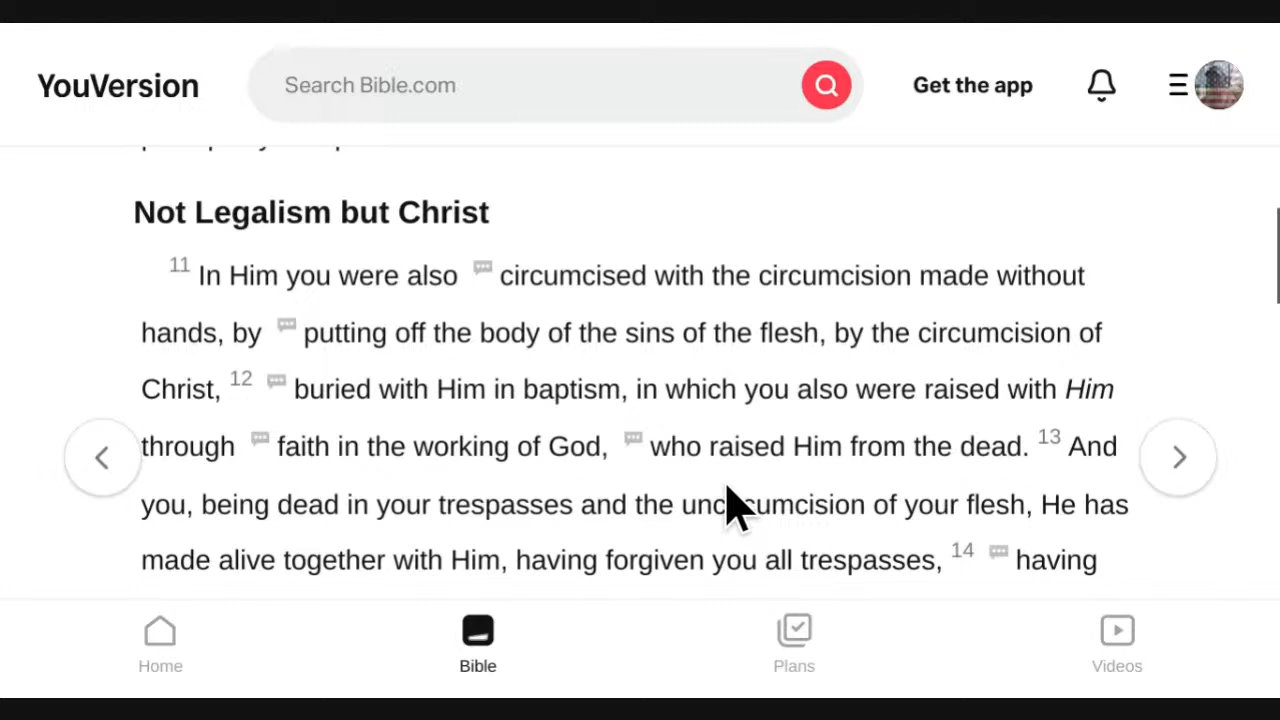 YouVersion
Search Bible.com
Get the app
Not Legalism but Christ
11 In Him you were also circumcised with the circumcision made without
hands, by putting off the body of the sins of the flesh, by the circumcision of
Christ, 12 buried with Him in baptism, in which you also were raised with Him
through faith in the working of God, who raised Him from the dead. 13 And
you, being dead in your trespasses and the uncircumcision of your flesh, He has
made alive together with Him, having forgiven you all trespasses, 14 having
Home
Bible
Plans
Videos